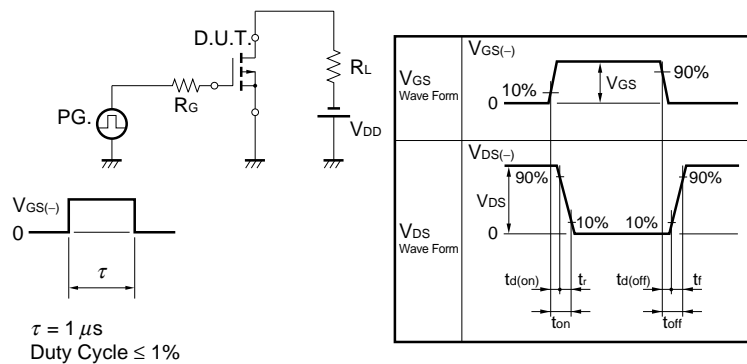 D.U.T.
RL
RG
PG.
VDD
VGS(−)
0
τ
τ = 1 μs
Duty Cycle ≤ 1%
VGS
Wave Form
VGS(−)
10%
VGS
90%
0
VDS
Wave Form
VDS(−)
90%
90%
VDS
10%
10%
0
td(on)
tr
td(off)
tf
ton
toff